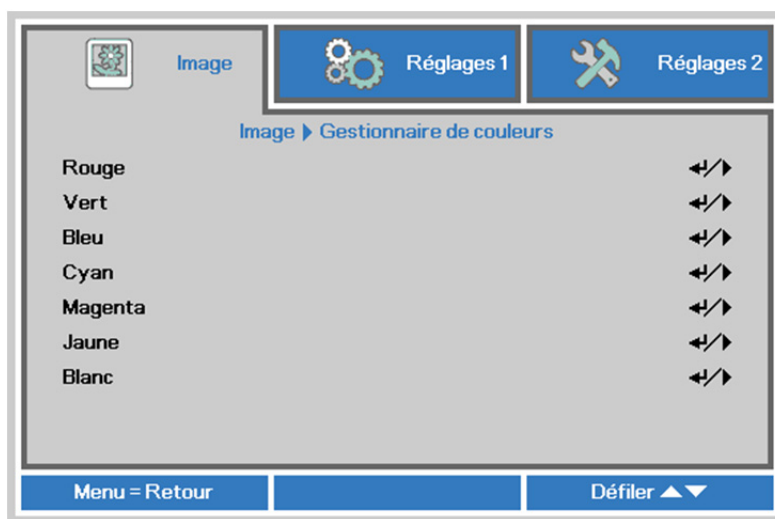 Image
Réglages 1
Réglages 2
Image ▶ Gestionnaire de couleurs
Rouge
Vert
Bleu
Cyan
Magenta
Jaune
Blanc
Menu = Retour
Défiler ▲▼